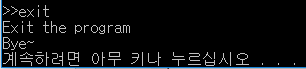 >>exit
Exit the program
Bye~
계속하려면 아무 키나 누르십시오 . . .